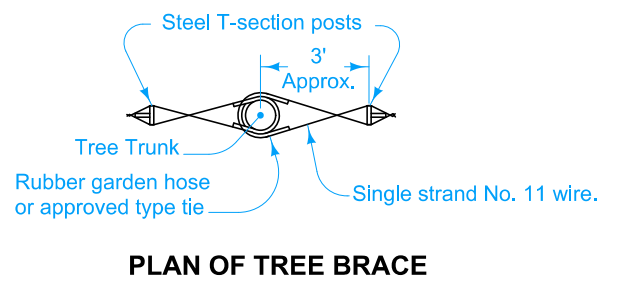 Steel T-section posts
3'
Approx.
Tree Trunk
Rubber garden hose
or approved type tie
Single strand No. 11 wire.
PLAN OF TREE BRACE